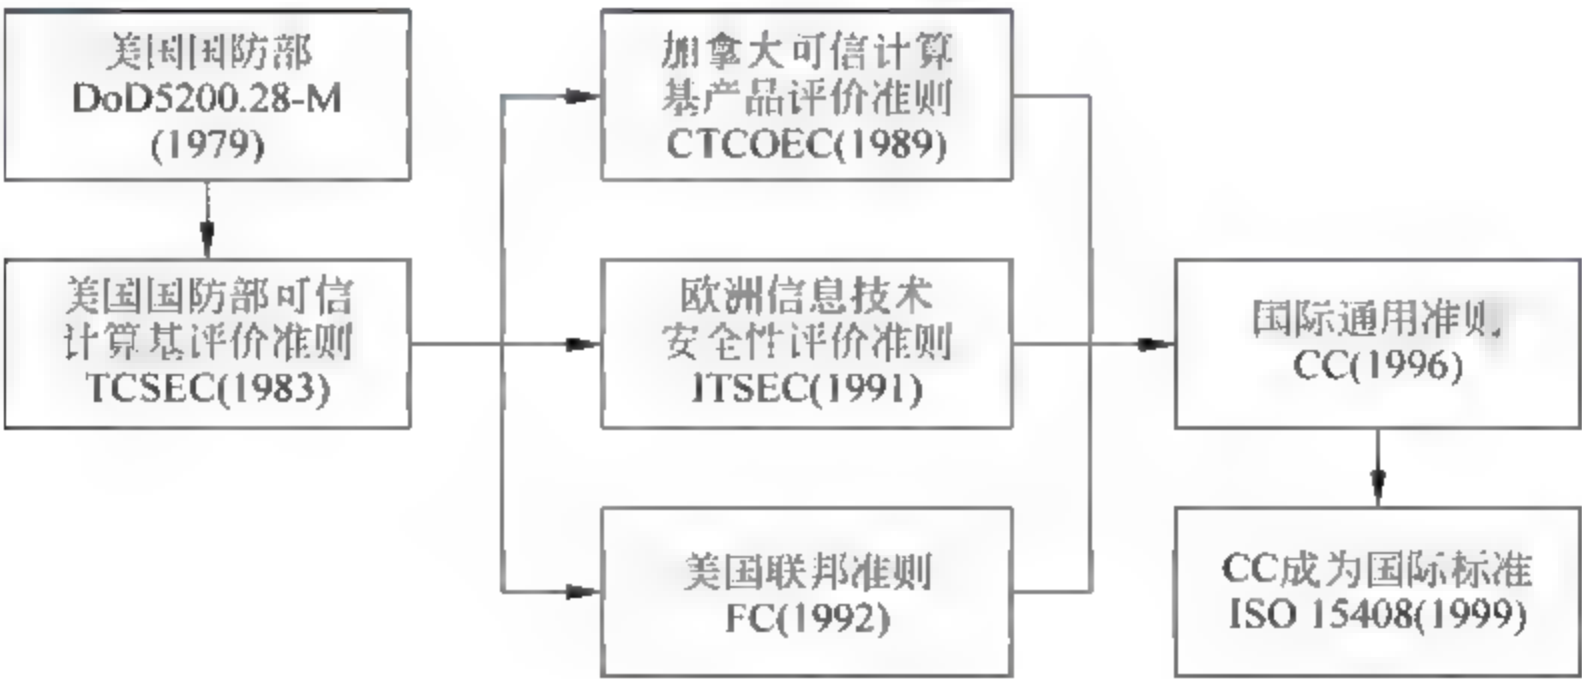 美国国防部
DoD5200.28-M
(1979)
美国国防部可信
计算基评价准则
TCSEC(1983)
加拿大可信计算
基产品评价准则
CTCOEC(1989)
欧洲信息技术
安全性评价准则
ITSEC(1991)
美国联邦准则
FC(1992)
国际通用准则
CC(1996)
CC成为国际标准
ISO 15408(1999)